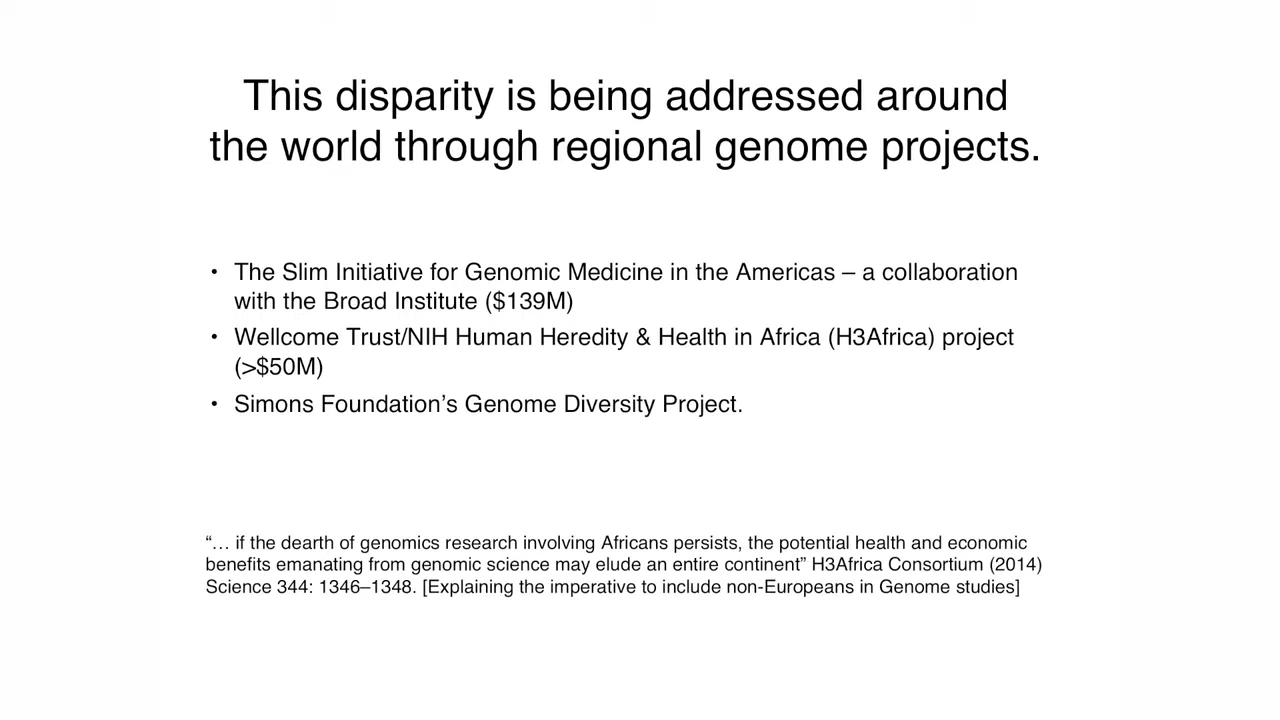 This disparity is being addressed around
the world through regional genome projects.
• The Slim Initiative for Genomic Medicine in the Americas – a collaboration
with the Broad Institute ($139M)
• Wellcome Trust/NIH Human Heredity & Health in Africa (H3Africa) project
(>$50M)
• Simons Foundation’s Genome Diversity Project.
“… if the dearth of genomics research involving Africans persists, the potential health and economic
benefits emanating from genomic science may elude an entire continent” H3Africa Consortium (2014)
Science 344: 1346–1348. [Explaining the imperative to include non-Europeans in Genome studies]